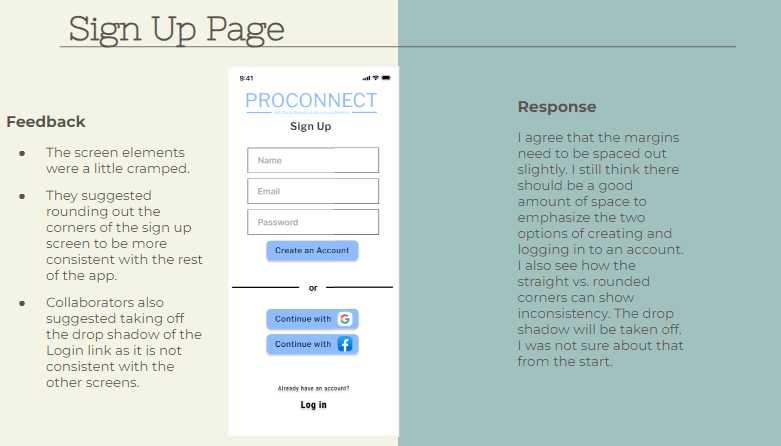 Sign Up Page
Feedback
● The screen elements
were a little cramped.
● They suggested
rounding out the
corners of the sign up
screen to be more
consistent with the rest
of the app.
● Collaborators also
suggested taking off
the drop shadow of the
Login link as it is not
consistent with the
other screens.
9:41
PROCONNECT
Sign Up
Name
Email
Password
Create an Account
or
Continue with
Continue with
Already have an account?
Log in
Response
I agree that the margins
need to be spaced out
slightly. I still think there
should be a good
amount of space to
emphasize the two
options of creating and
logging in to an account.
I also see how the
straight vs. rounded
corners can show
inconsistency. The drop
shadow will be taken off.
I was not sure about that
from the start.